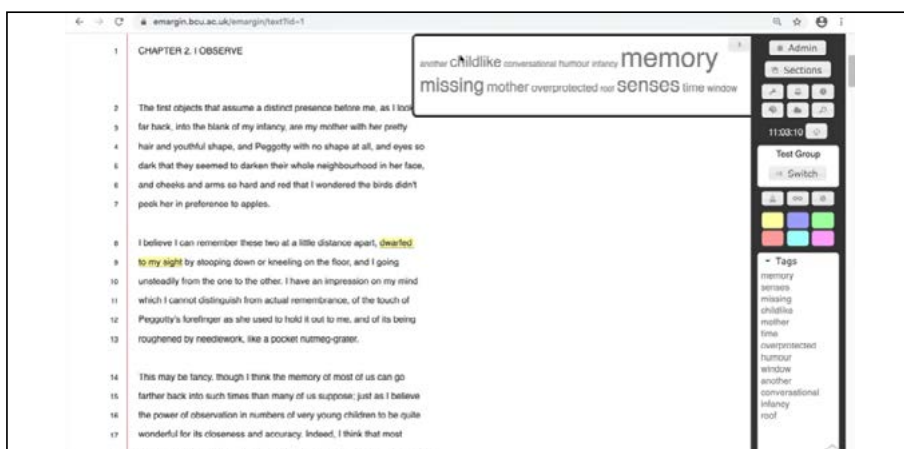 emargin.bcu.ac.uk/emargin/text?id=1
1 CHAPTER 2. I OBSERVE
another childlike conversational humour infancy memory
missing mother overprotected roof senses time window
2 The first objects that assume a distinct presence before me, as I look
3 far back, into the blank of my infancy, are my mother with her pretty
4 hair and youthful shape, and Peggotty with no shape at all, and eyes so
5 dark that they seemed to darken their whole neighbourhood in her face,
6 and cheeks and arms so hard and red that I wondered the birds didn't
7 peck her in preference to apples.
8 I believe I can remember these two at a little distance apart, dwarfed
9 to my sight by stooping down or kneeling on the floor, and I going
10 unsteadily from the one to the other. I have an impression on my mind
11 which I cannot distinguish from actual remembrance, of the touch of
12 Peggotty's forefinger as she used to hold it out to me, and of its being
13 roughened by needlework, like a pocket nutmeg-grater.
14 This may be fancy, though I think the memory of most of us can go
15 farther back into such times than many of us suppose; just as I believe
16 the power of observation in numbers of very young children to be quite
17 wonderful for its closeness and accuracy. Indeed, I think that most
Admin
Sections
11:03:10
Test Group
Switch
Tags
memory
senses
missing
childlike
mother
time
overprotected
humour
window
another
conversational
infancy
roof